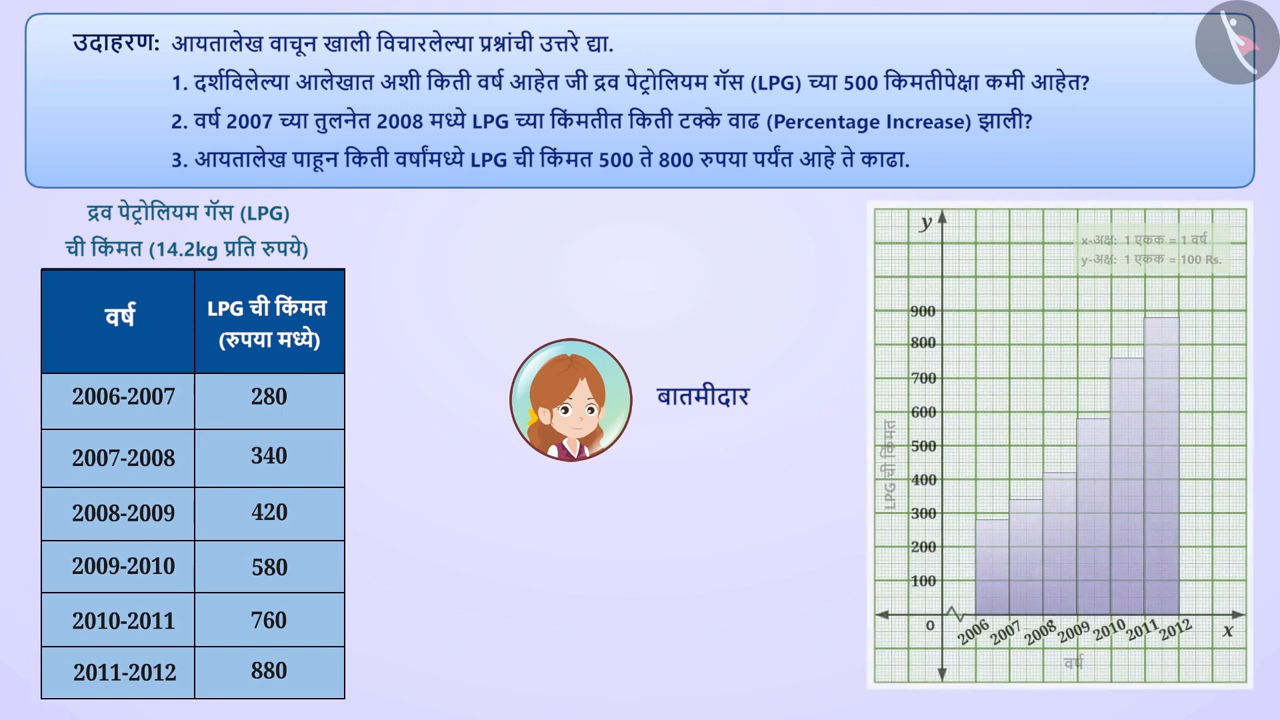 उदाहरण: आयतालेख वाचून खाली विचारलेल्या प्रश्नांची उत्तरे द्या.
1. दर्शविलेल्या आलेखात अशी किती वर्ष आहेत जी द्रव पेट्रोलियम गॅस (LPG) च्या 500 किमतीपेक्षा कमी आहेत?
2. वर्ष 2007 च्या तुलनेत 2008 मध्ये LPG च्या किंमतीत किती टक्के वाढ (Percentage Increase) झाली?
3. आयतालेख पाहून किती वर्षांमध्ये LPG ची किंमत 500 ते 800 रुपया पर्यंत आहे ते काढा.
द्रव पेट्रोलियम गॅस (LPG)
ची किंमत (14.2kg प्रति रुपये)
वर्ष
LPG ची किंमत
(रुपया मध्ये)
2006-2007 280
2007-2008 340
2008-2009 420
2009-2010 580
2010-2011 760
2011-2012 880
बातमीदार
y
x-अक्ष: 1 एकक = 1 वर्ष
y-अक्ष: 1 एकक = 100 Rs.
900
800
700
600
500
400
300
200
100
0
LPG ची किंमत
2006 2007 2008 2009 2010 2011 2012
x
वर्ष